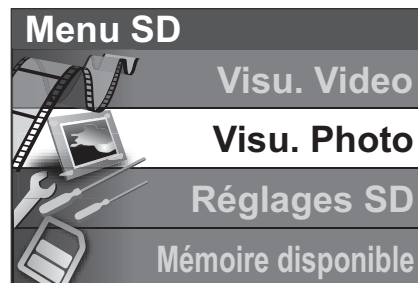 Menu SD
Visu. Video
Visu. Photo
Réglages SD
Mémoire disponible